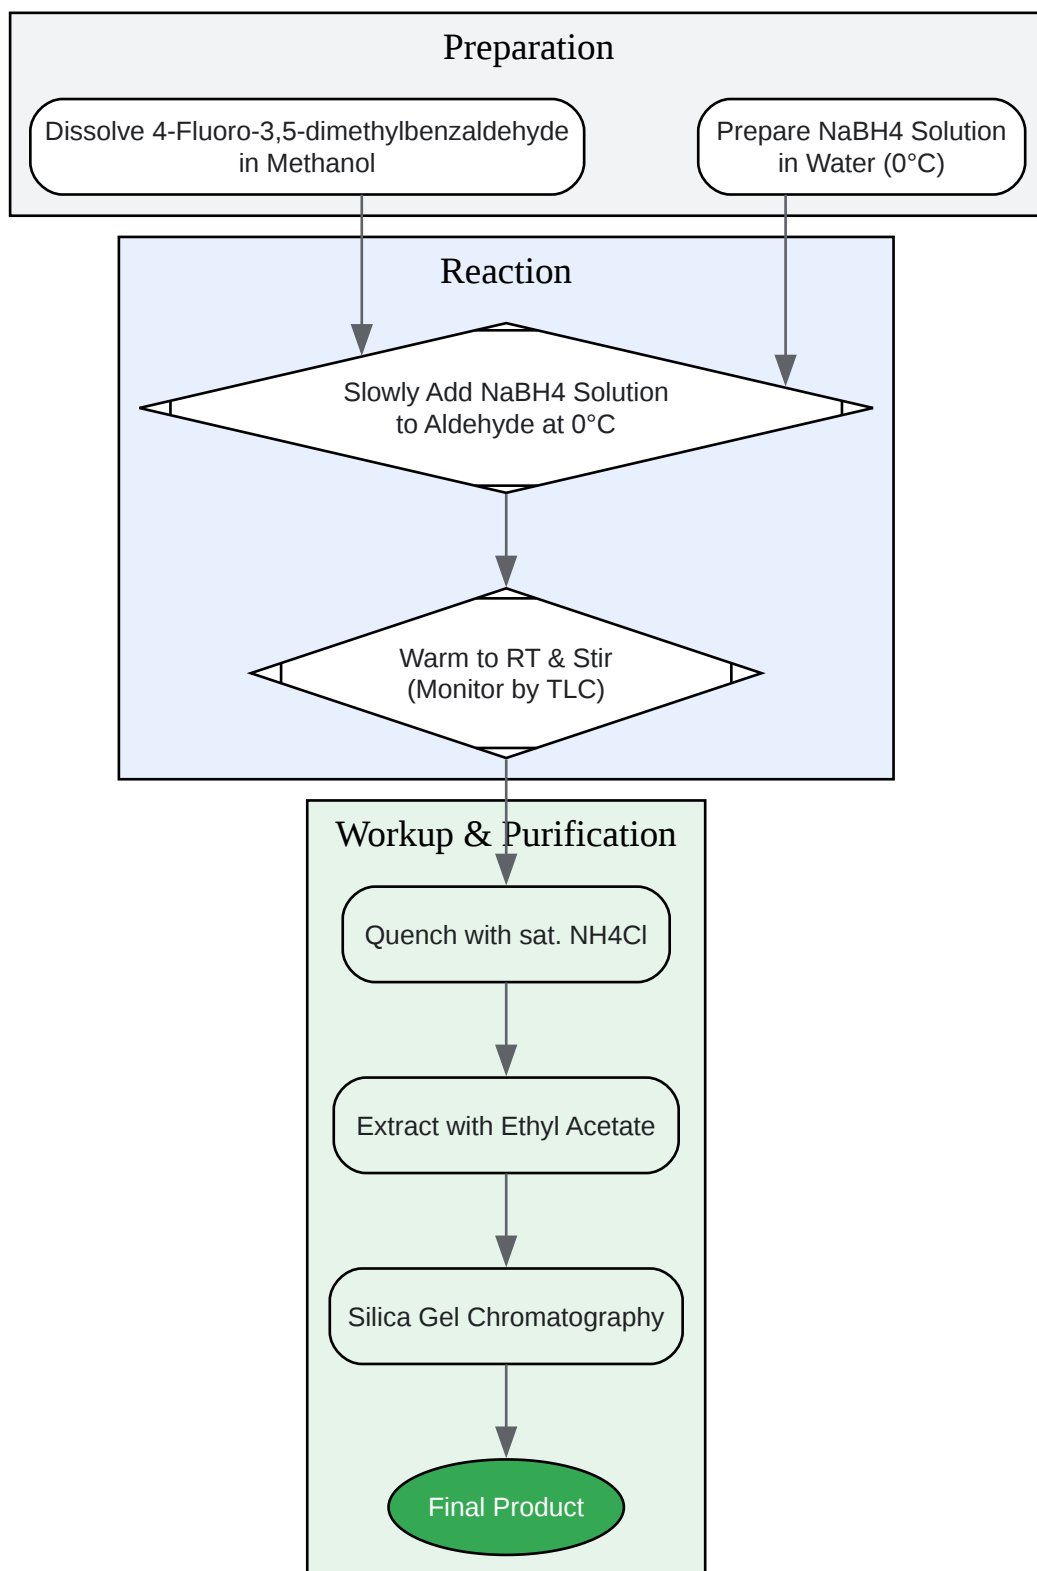 Preparation
Dissolve 4-Fluoro-3,5-dimethylbenzaldehyde
in Methanol
Prepare NaBH4 Solution
in Water (0°C)
Reaction
Slowly Add NaBH4 Solution
to Aldehyde at 0°C
Warm to RT & Stir
(Monitor by TLC)
Workup & Purification
Quench with sat. NH4Cl
Extract with Ethyl Acetate
Silica Gel Chromatography
Final Product